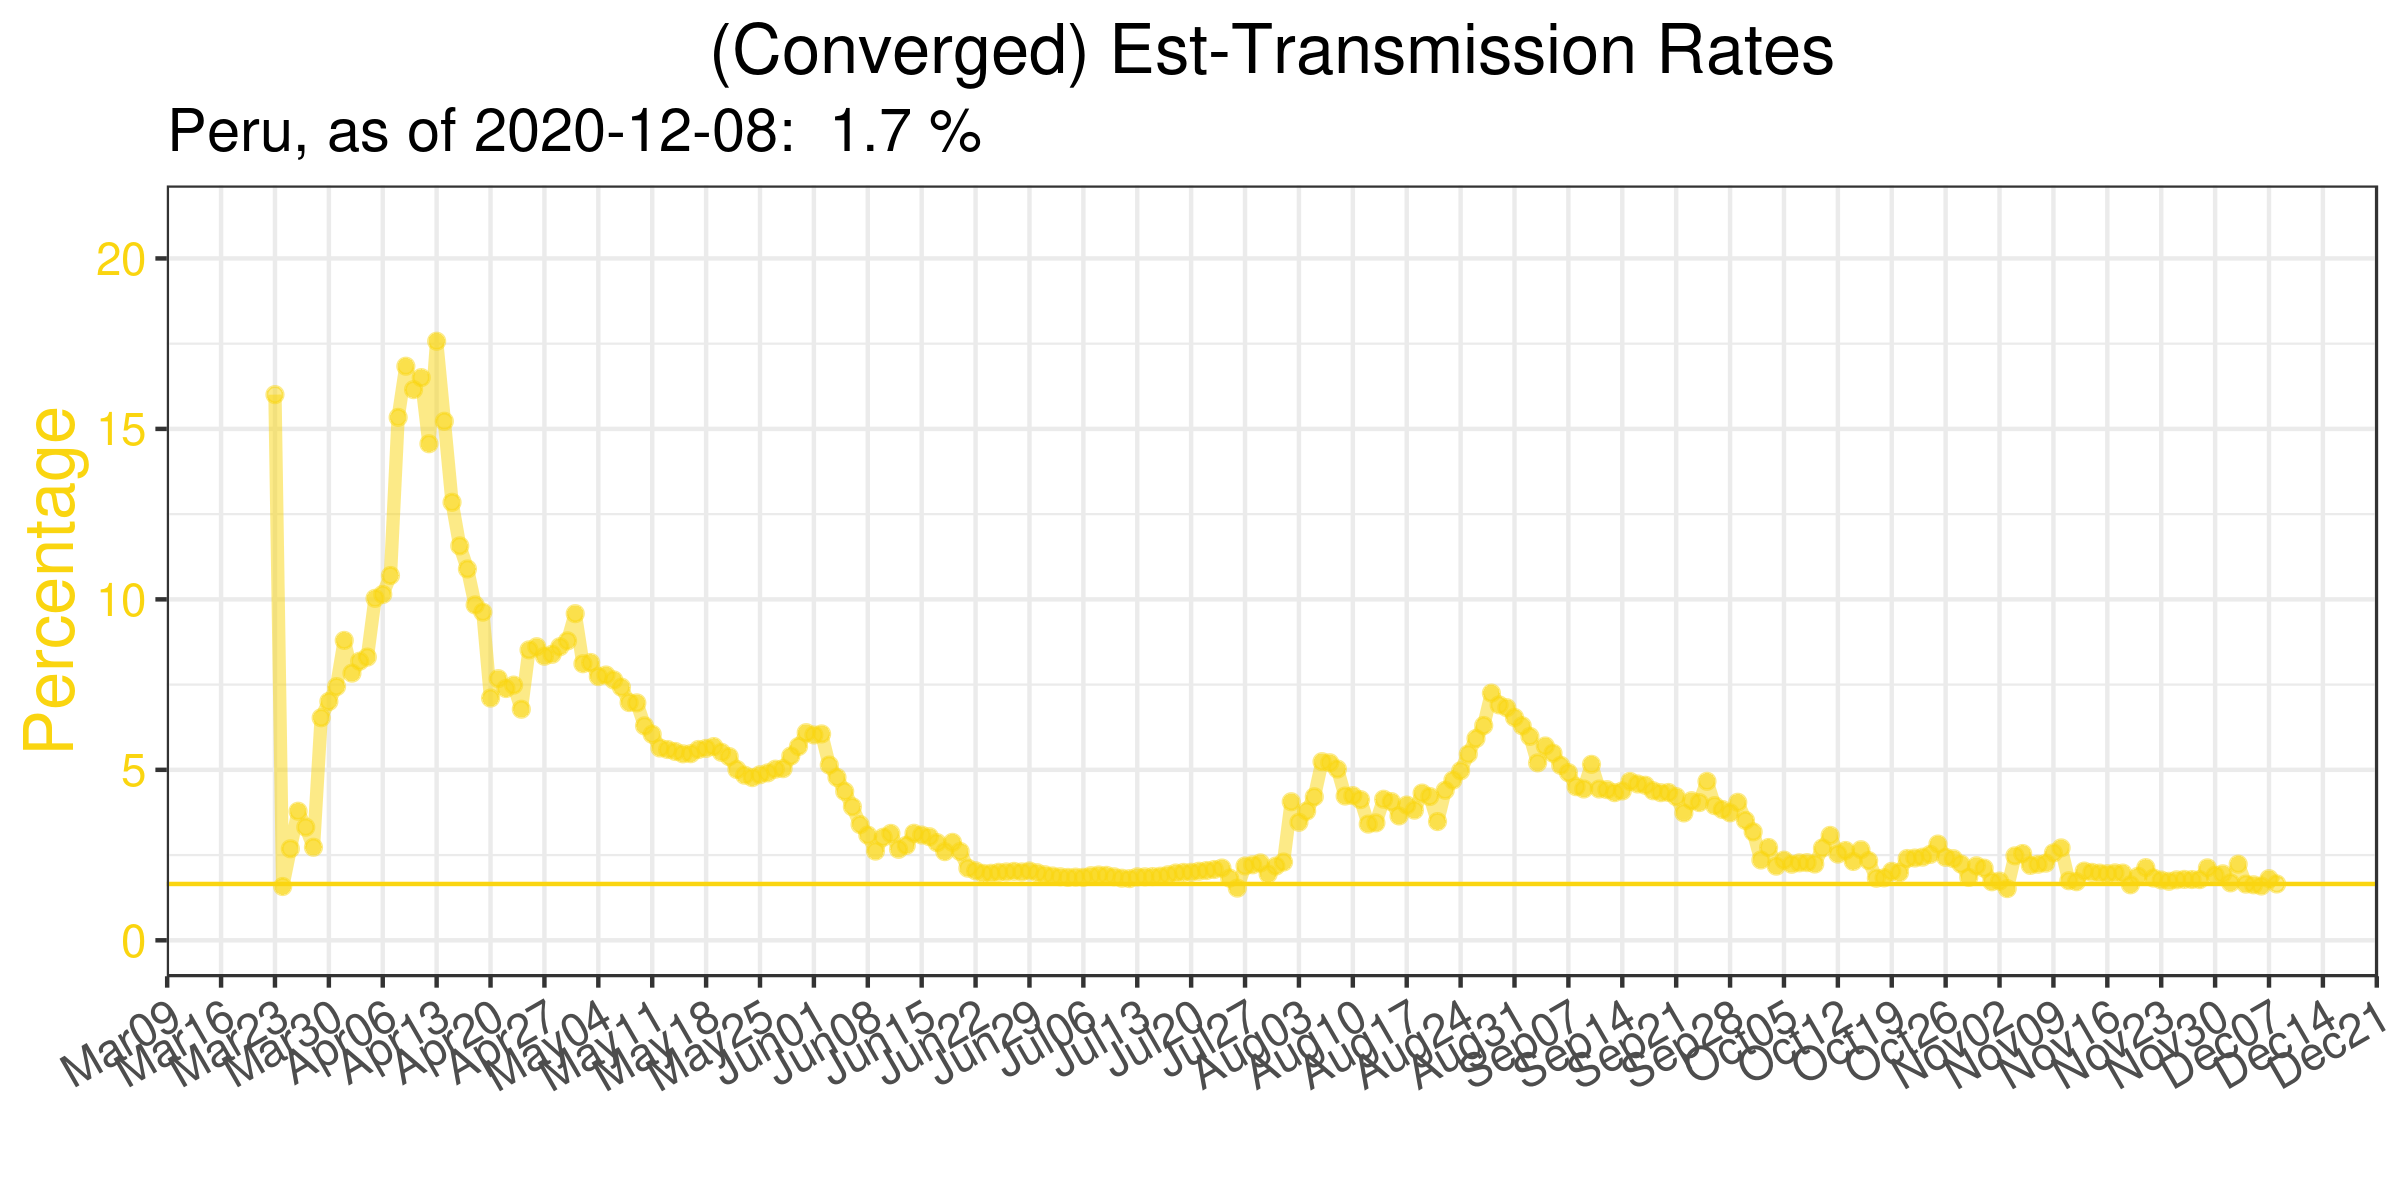 (Converged) Est-Transmission Rates
Peru, as of 2020-12-08:  1.7 %
Percentage
20
15
10
5
0
Mar09
Mar16
Mar23
Mar30
Apr06
Apr13
Apr20
Apr27
May04
May11
May18
May25
Jun01
Jun08
Jun15
Jun22
Jun29
Jul06
Jul13
Jul20
Jul27
Aug03
Aug10
Aug17
Aug24
Aug31
Sep07
Sep14
Sep21
Sep28
Oct05
Oct12
Oct19
Oct26
Nov02
Nov09
Nov16
Nov23
Nov30
Dec07
Dec14
Dec21